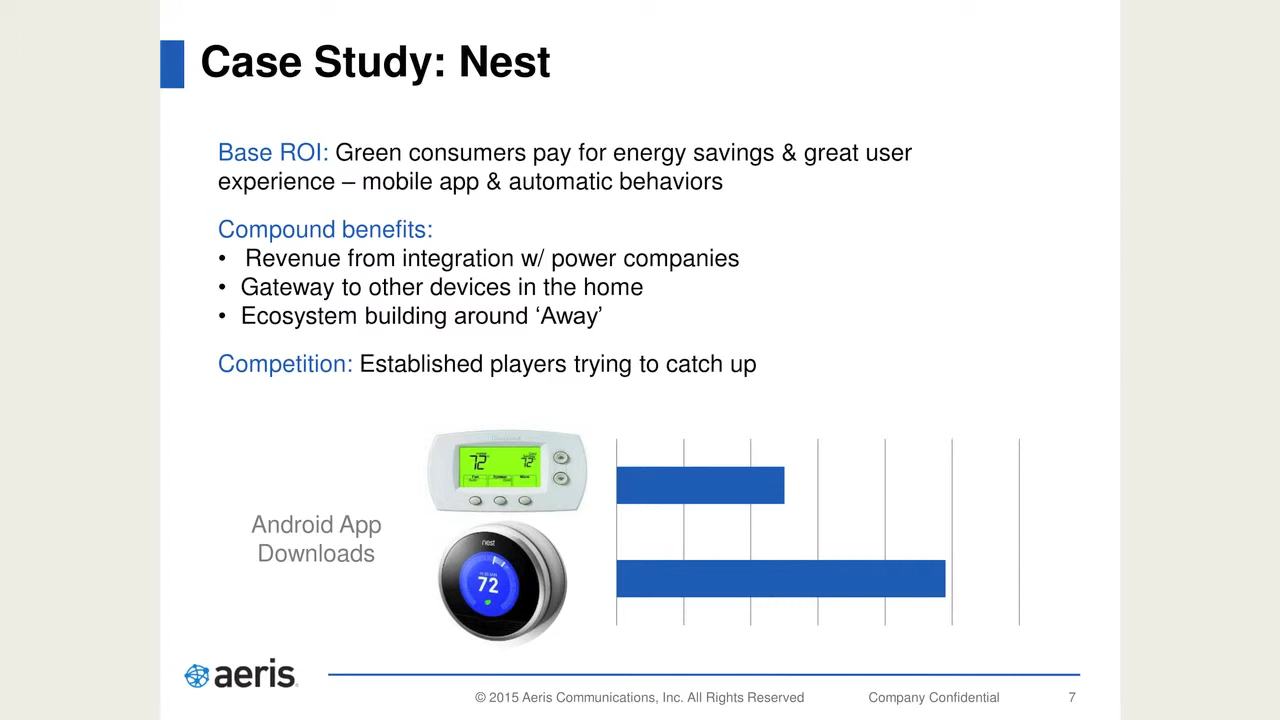 Case Study: Nest
Base ROI: Green consumers pay for energy savings & great user
experience – mobile app & automatic behaviors
Compound benefits:
• Revenue from integration w/ power companies
• Gateway to other devices in the home
• Ecosystem building around ‘Away’
Competition: Established players trying to catch up
72 72
Android App
Downloads
nest
72
aeris
© 2015 Aeris Communications, Inc. All Rights Reserved Company Confidential 7